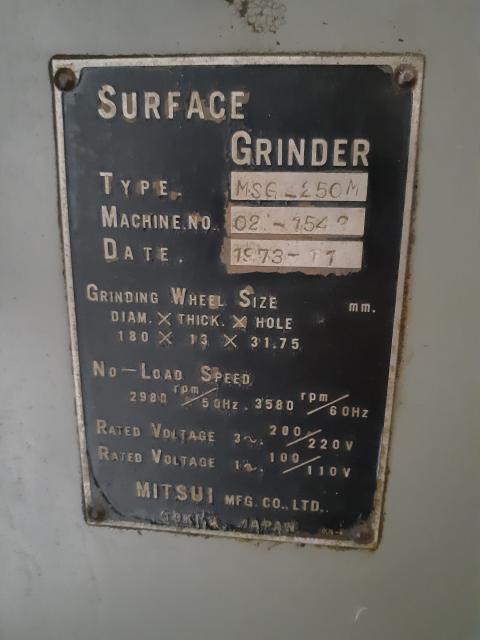 SURFACE
GRINDER
TYPE. MSG-250M
MACHINE.NO.
DATE. 1973-11
GRINDING WHEEL SIZE mm.
DIAM. X THICK. X HOLE
180 X 13 X 31.75
NO-LOAD SPEED
2980 rpm/50Hz. 3580 rpm/60Hz
RATED VOLTAGE 3~. 200~/220V
RATED VOLTAGE 1~. 100/110V
MITSUI MFG. CO., LTD.
TOKYO, JAPAN